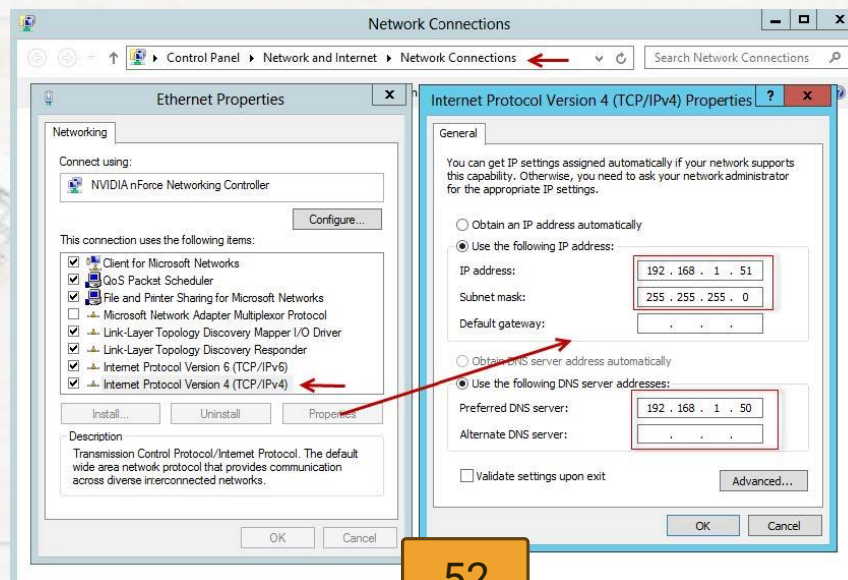 Network Connections
Control Panel Network and Internet Network Connections
Search Network Connections
Ethernet Properties
Networking
Connect using:
NVIDIA nForce Networking Controller
Configure...
This connection uses the following items:
Client for Microsoft Networks
QoS Packet Scheduler
File and Printer Sharing for Microsoft Networks
Microsoft Network Adapter Multiplexor Protocol
Link-Layer Topology Discovery Mapper I/O Driver
Link-Layer Topology Discovery Responder
Internet Protocol Version 6 (TCP/IPv6)
Internet Protocol Version 4 (TCP/IPv4)
Install... Uninstall Properties
Description
Transmission Control Protocol/Internet Protocol. The default
wide area network protocol that provides communication
across diverse interconnected networks.
OK Cancel
Internet Protocol Version 4 (TCP/IPv4) Properties
General
You can get IP settings assigned automatically if your network supports
this capability. Otherwise, you need to ask your network administrator
for the appropriate IP settings.
Obtain an IP address automatically
Use the following IP address:
IP address: 192 . 168 . 1 . 51
Subnet mask: 255 . 255 . 255 . 0
Default gateway: . . .
Obtain DNS server address automatically
Use the following DNS server addresses:
Preferred DNS server: 192 . 168 . 1 . 50
Alternate DNS server: . . .
Validate settings upon exit
Advanced...
OK Cancel
52